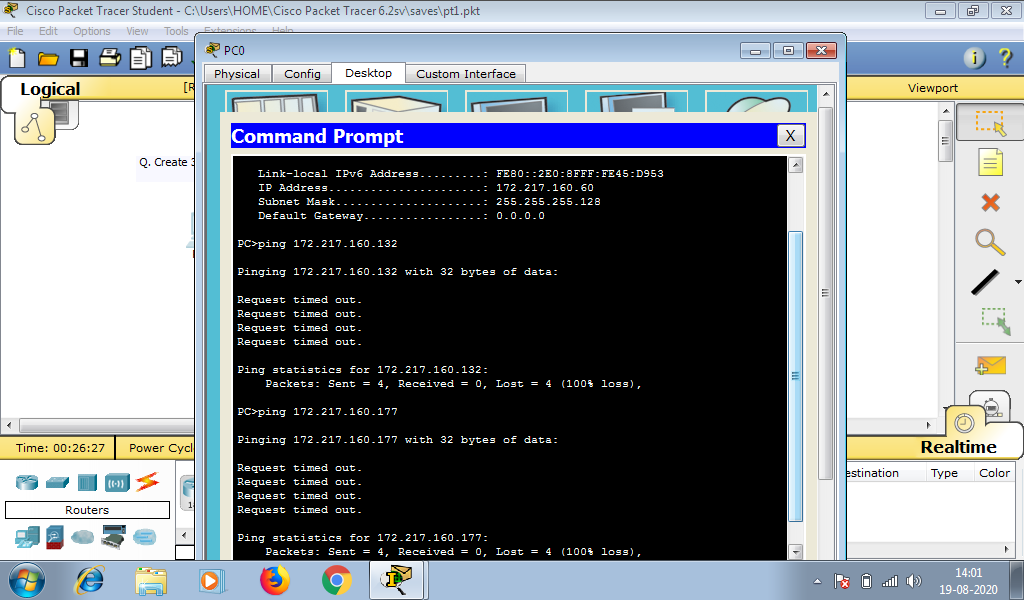 Cisco Packet Tracer Student - C:\Users\HOME\Cisco Packet Tracer 6.2sv\saves\pt1.pkt
File Edit Options View Tools Extensions Help
PC0
Physical Config Desktop Custom Interface
Logical
[R
Viewport
Q. Create 3
Command Prompt
X
Link-local IPv6 Address.........: FE80::2E0:8FFF:FE45:D953
IP Address......................: 172.217.160.60
Subnet Mask.....................: 255.255.255.128
Default Gateway.................: 0.0.0.0
PC>ping 172.217.160.132
Pinging 172.217.160.132 with 32 bytes of data:
Request timed out.
Request timed out.
Request timed out.
Request timed out.
Ping statistics for 172.217.160.132:
Packets: Sent = 4, Received = 0, Lost = 4 (100% loss),
PC>ping 172.217.160.177
Pinging 172.217.160.177 with 32 bytes of data:
Request timed out.
Request timed out.
Request timed out.
Request timed out.
Ping statistics for 172.217.160.177:
Packets: Sent = 4, Received = 0, Lost = 4 (100% loss),
Time: 00:26:27
Power Cycl
Realtime
estination Type Color
Routers
14:01
19-08-2020